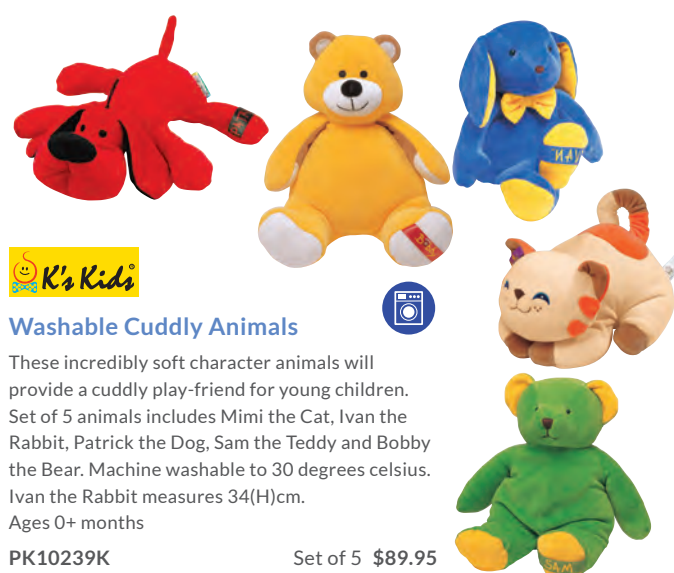 K's Kids®
Washable Cuddly Animals
These incredibly soft character animals will
provide a cuddly play-friend for young children.
Set of 5 animals includes Mimi the Cat, Ivan the
Rabbit, Patrick the Dog, Sam the Teddy and Bobby
the Bear. Machine washable to 30 degrees celsius.
Ivan the Rabbit measures 34(H)cm.
Ages 0+ months
PK10239K Set of 5 $89.95
SAM